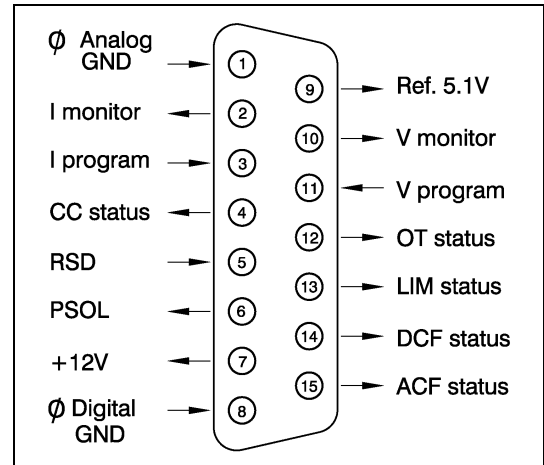 Ø Analog
GND
1
I monitor
2
I program
3
CC status
4
RSD
5
PSOL
6
+12V
7
Ø Digital
GND
8
9
Ref. 5.1V
10
V monitor
11
V program
12
OT status
13
LIM status
14
DCF status
15
ACF status